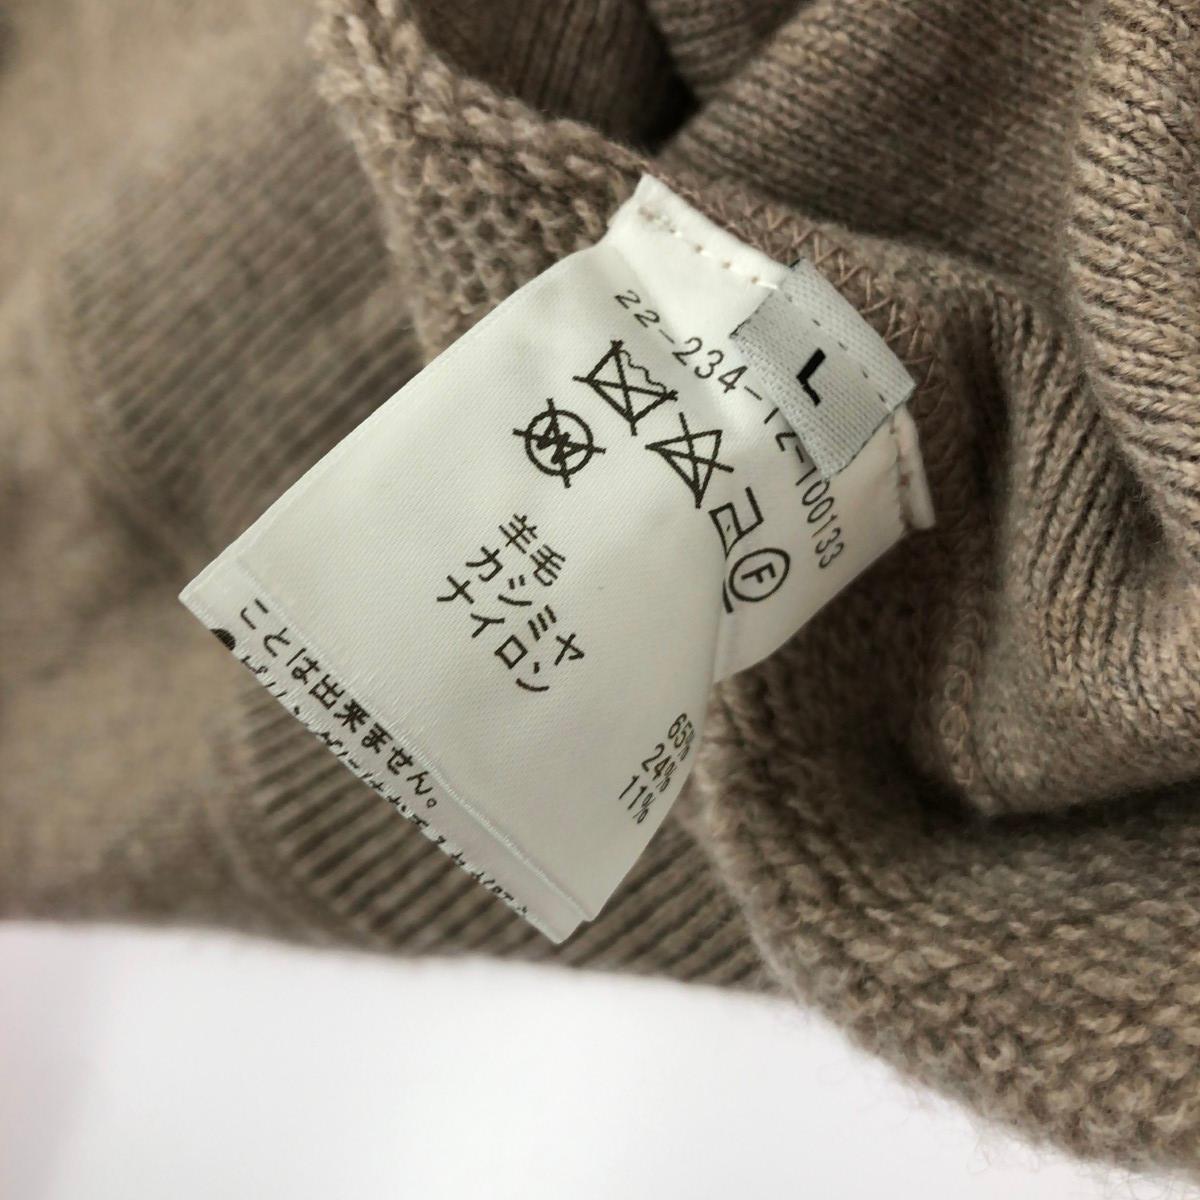 L
22-234-12-100133
F
W
羊毛 65%
カシミヤ 24%
ナイロン 11%
ことは出来ません。